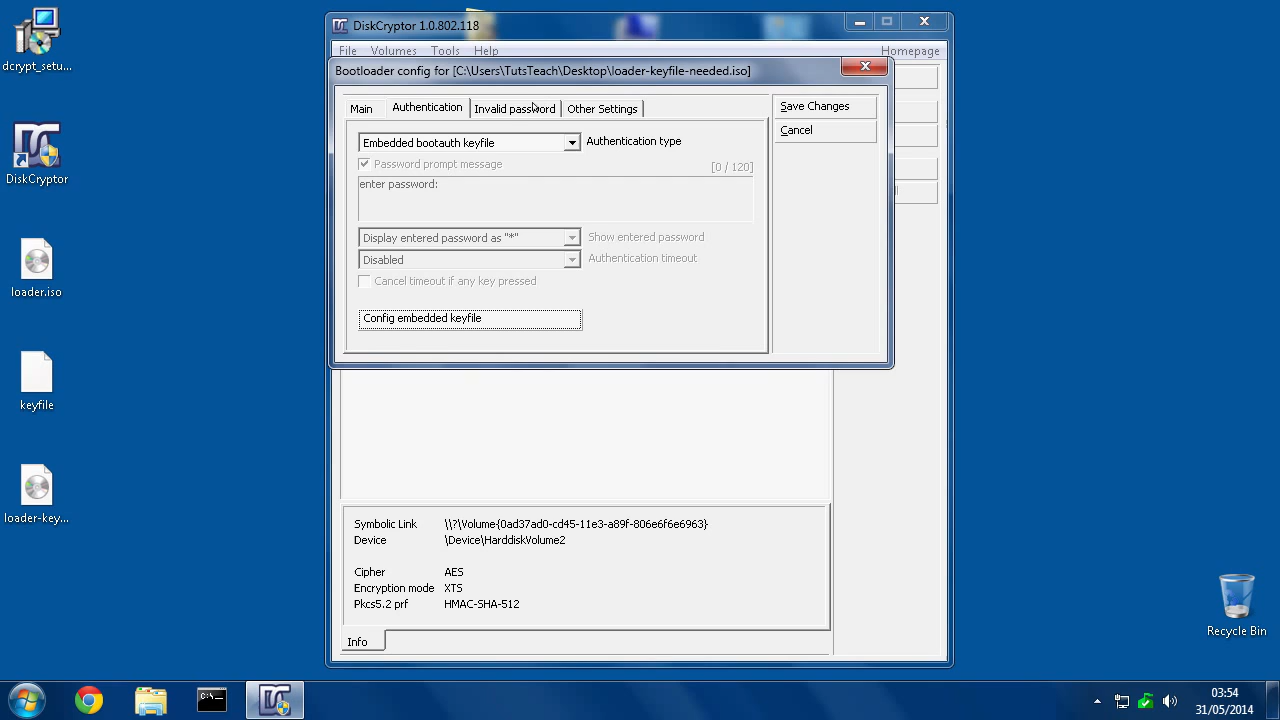 dcrypt_setu...
DiskCryptor
loader.iso
keyfile
loader-key...
DiskCryptor 1.0.802.118
File Volumes Tools Help Homepage
Bootloader config for [C:\Users\TutsTeach\Desktop\loader-keyfile-needed.iso]
Main Authentication Invalid password Other Settings
Save Changes
Cancel
Embedded bootauth keyfile Authentication type
Password prompt message [0 / 120]
enter password:
Display entered password as "*" Show entered password
Disabled Authentication timeout
Cancel timeout if any key pressed
Config embedded keyfile
Symbolic Link \\?\Volume{0ad37ad0-cd45-11e3-a89f-806e6f6e6963}
Device \Device\HarddiskVolume2
Cipher AES
Encryption mode XTS
Pkcs5.2 prf HMAC-SHA-512
Info
Recycle Bin
C:\
03:54
31/05/2014